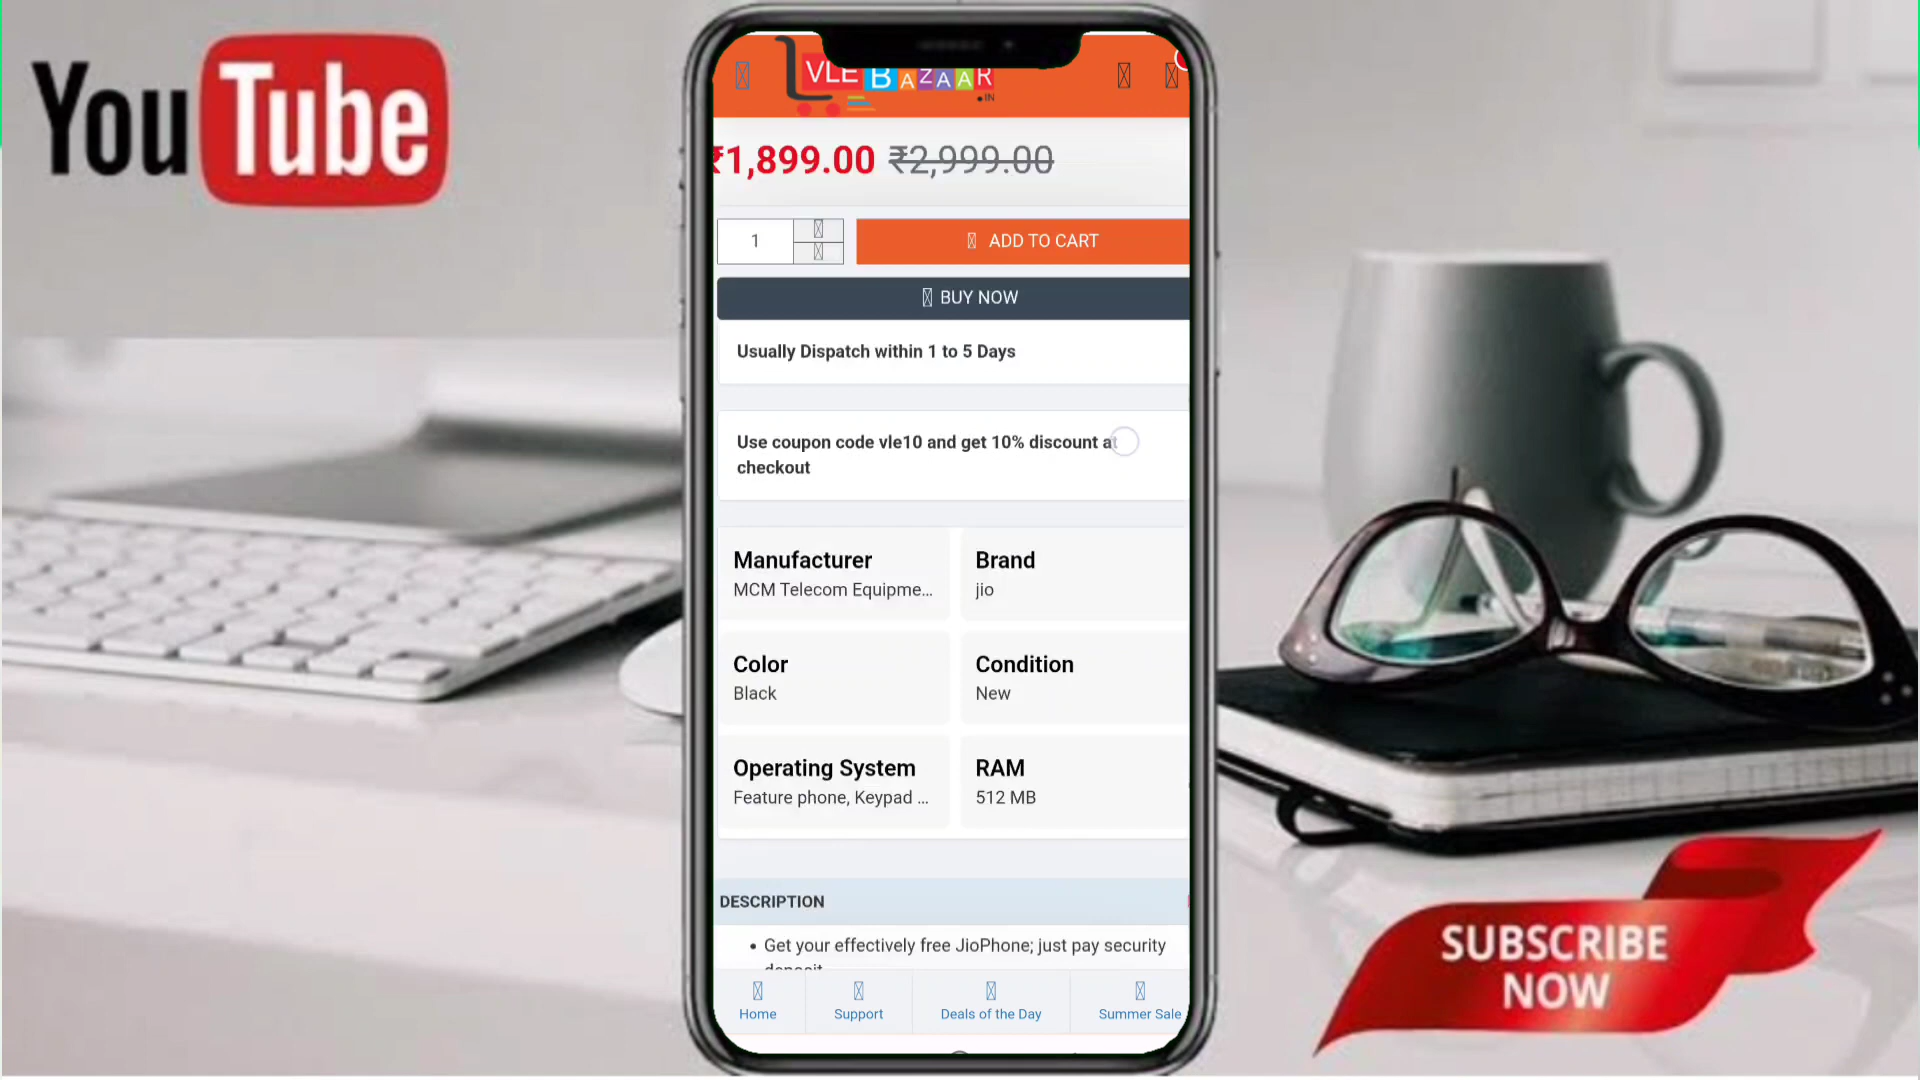 YouTube
VLE BAZAAR
.IN
₹1,899.00 ₹2,999.00
1
ADD TO CART
BUY NOW
Usually Dispatch within 1 to 5 Days
Use coupon code vle10 and get 10% discount at
checkout
Manufacturer
MCM Telecom Equipme...
Brand
jio
Color
Black
Condition
New
Operating System
Feature phone, Keypad ...
RAM
512 MB
DESCRIPTION
• Get your effectively free JioPhone; just pay security
deposit
Home
Support
Deals of the Day
Summer Sale
SUBSCRIBE
NOW